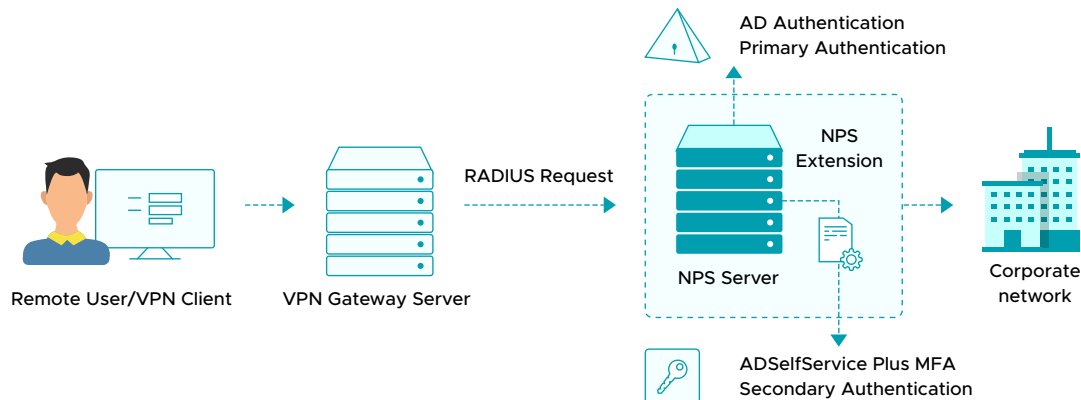 AD Authentication
Primary Authentication
NPS
Extension
RADIUS Request
NPS Server
Remote User/VPN Client
VPN Gateway Server
Corporate
network
ADSelfService Plus MFA
Secondary Authentication